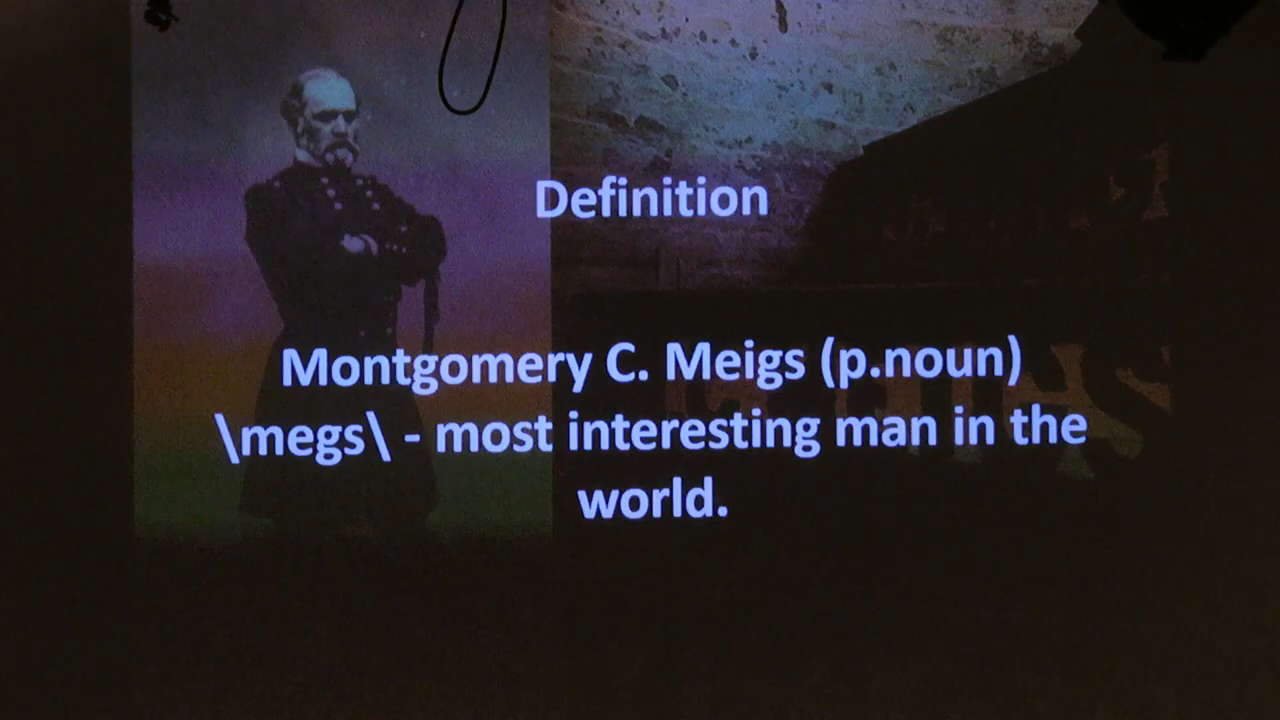 Definition
Montgomery C. Meigs (p.noun)
\megs\ - most interesting man in the
world.